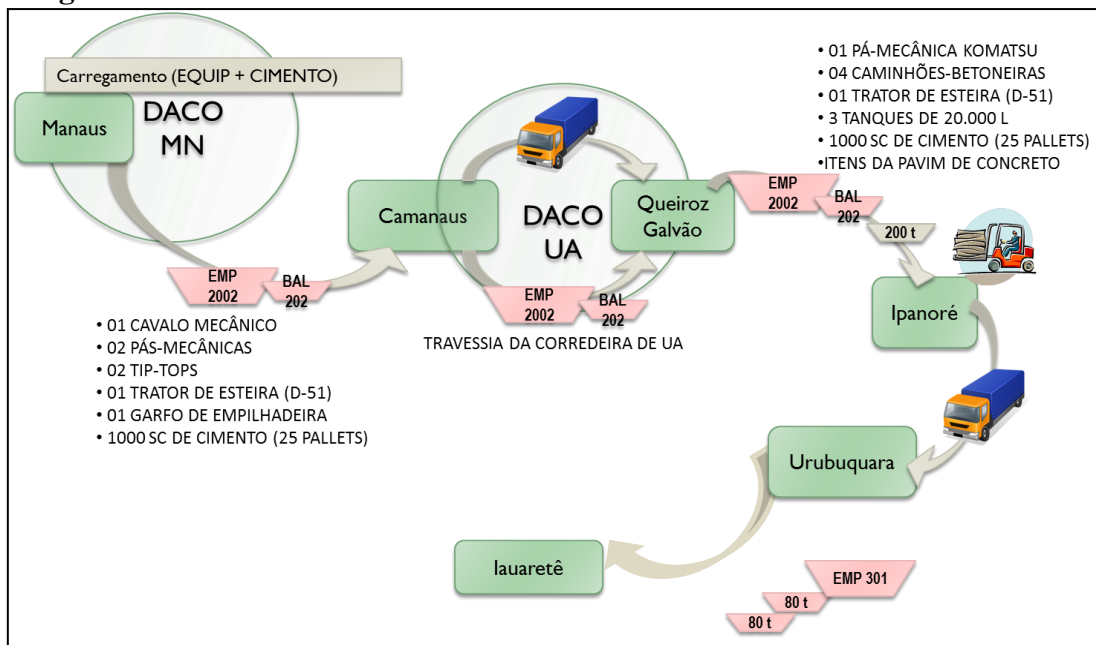 Carregamento (EQUIP + CIMENTO)
Manaus
DACO
MN
EMP
2002
BAL
202
• 01 CAVALO MECÂNICO
• 02 PÁS-MECÂNICAS
• 02 TIP-TOPS
• 01 TRATOR DE ESTEIRA (D-51)
• 01 GARFO DE EMPILHADEIRA
• 1000 SC DE CIMENTO (25 PALLETS)
Camanaus
DACO
UA
EMP
2002
BAL
202
TRAVESSIA DA CORREDEIRA DE UA
Queiroz
Galvão
EMP
2002
BAL
202
200 t
• 01 PÁ-MECÂNICA KOMATSU
• 04 CAMINHÕES-BETONEIRAS
• 01 TRATOR DE ESTEIRA (D-51)
• 3 TANQUES DE 20.000 L
• 1000 SC DE CIMENTO (25 PALLETS)
•ITENS DA PAVIM DE CONCRETO
Ipanoré
Urubuquara
Iauaretê
EMP 301
80 t
80 t